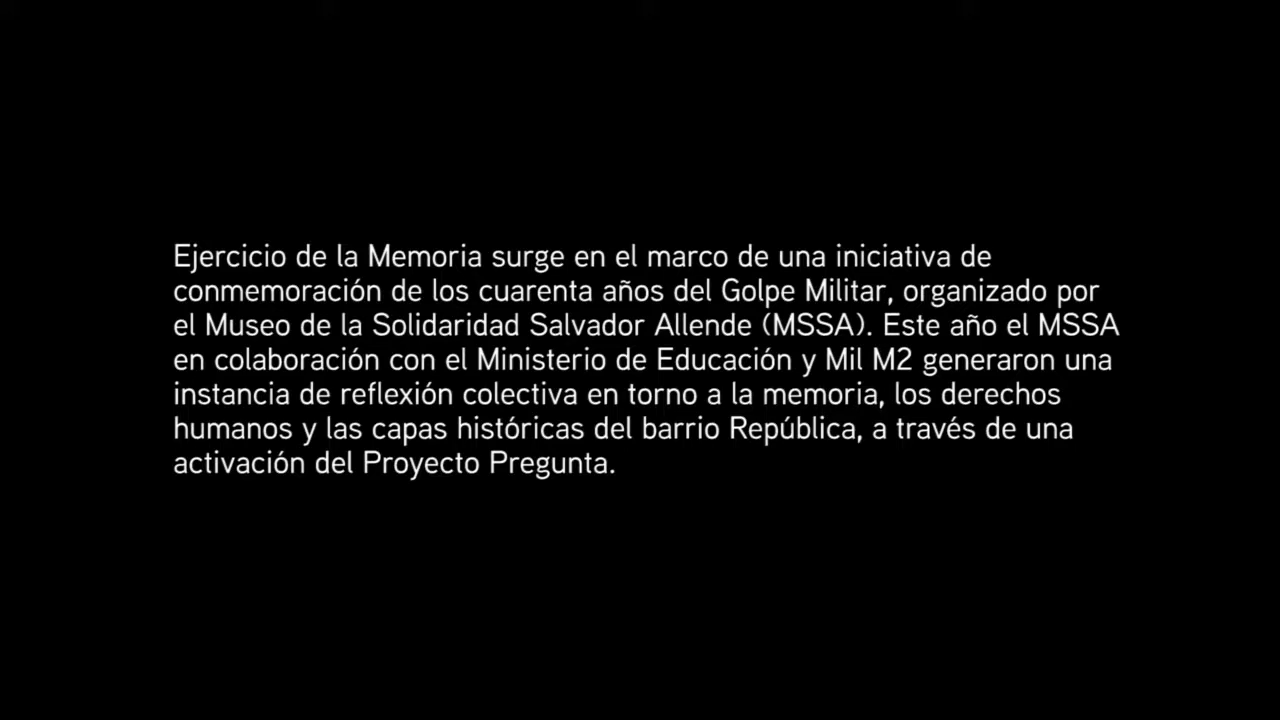 Ejercicio de la Memoria surge en el marco de una iniciativa de
conmemoración de los cuarenta años del Golpe Militar, organizado por
el Museo de la Solidaridad Salvador Allende (MSSA). Este año el MSSA
en colaboración con el Ministerio de Educación y Mil M2 generaron una
instancia de reflexión colectiva en torno a la memoria, los derechos
humanos y las capas históricas del barrio República, a través de una
activación del Proyecto Pregunta.